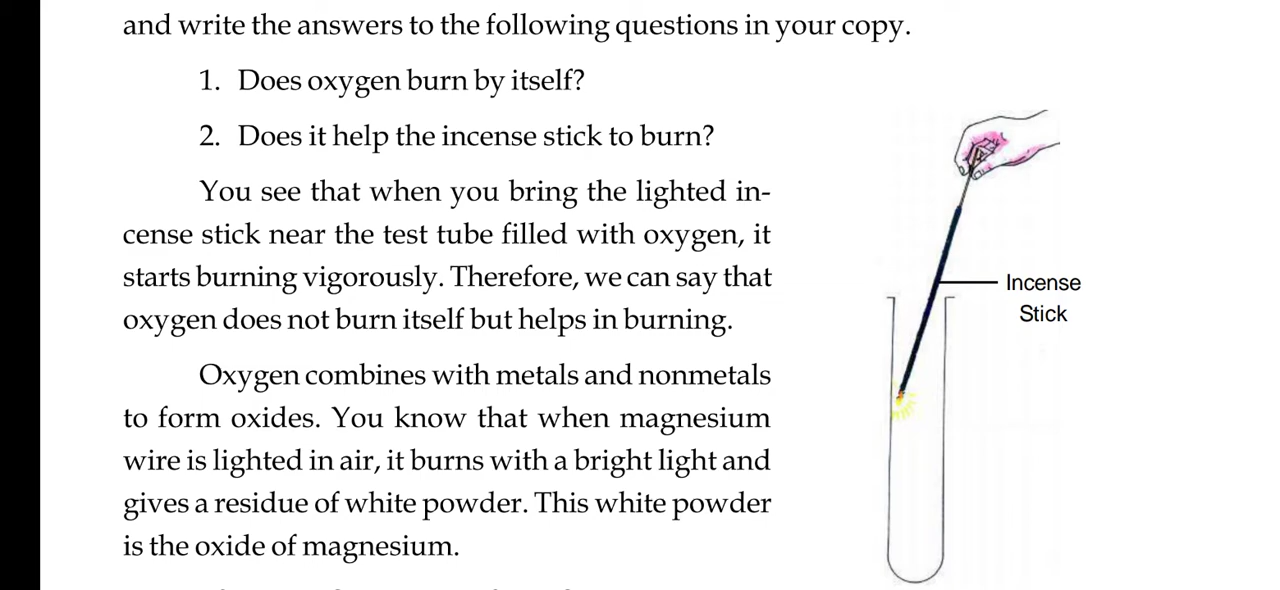 and write the answers to the following questions in your copy.
1. Does oxygen burn by itself?
2. Does it help the incense stick to burn?
You see that when you bring the lighted in-
cense stick near the test tube filled with oxygen, it
starts burning vigorously. Therefore, we can say that
oxygen does not burn itself but helps in burning.
Oxygen combines with metals and nonmetals
to form oxides. You know that when magnesium
wire is lighted in air, it burns with a bright light and
gives a residue of white powder. This white powder
is the oxide of magnesium.
Incense
Stick